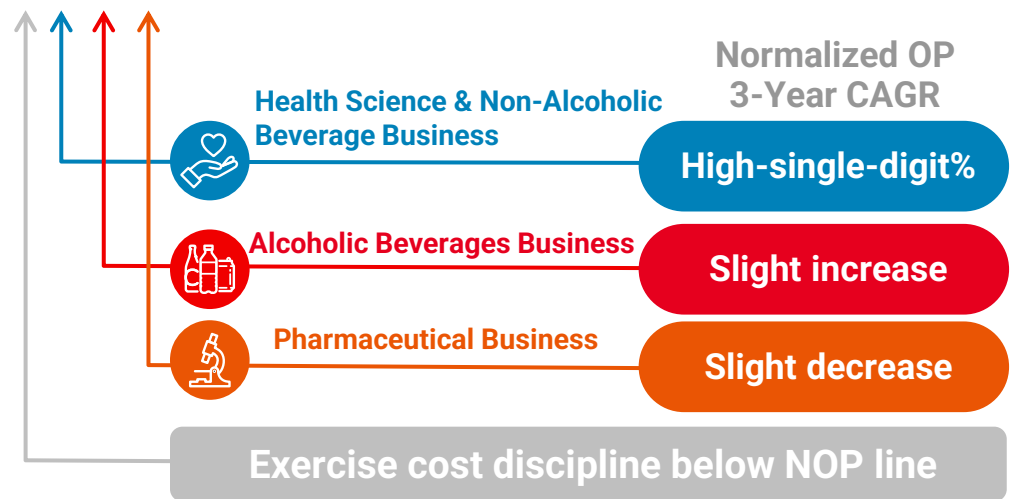 Normalized OP
3-Year CAGR
Health Science & Non-Alcoholic
Beverage Business
High-single-digit%
Alcoholic Beverages Business
Slight increase
Pharmaceutical Business
Slight decrease
Exercise cost discipline below NOP line